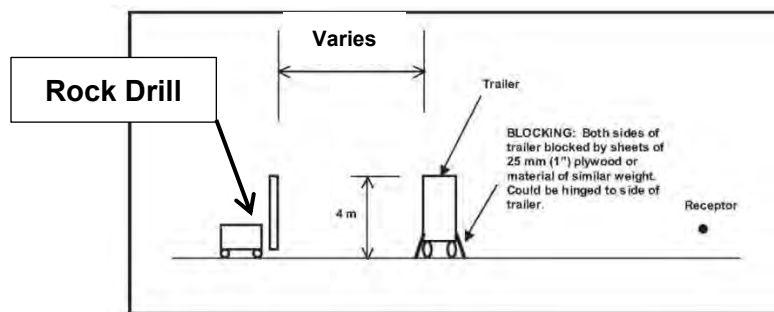 Varies
Rock Drill
Trailer
BLOCKING: Both sides of
trailer blocked by sheets of
25 mm (1") plywood or
material of similar weight.
Could be hinged to side of
trailer.
4 m
Receptor